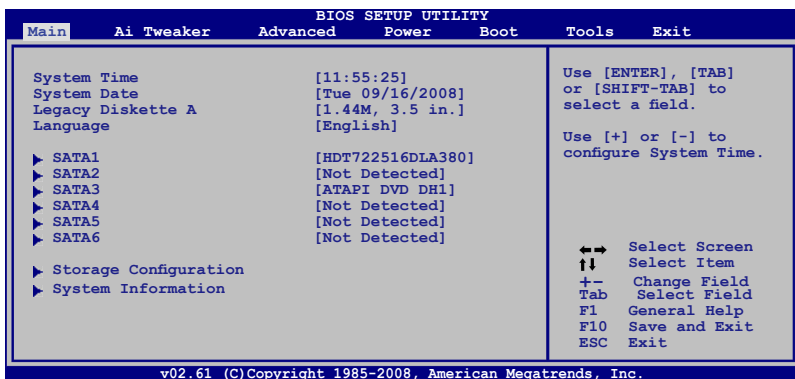 BIOS SETUP UTILITY
Main Ai Tweaker Advanced Power Boot Tools Exit
System Time [11:55:25]
System Date [Tue 09/16/2008]
Legacy Diskette A [1.44M, 3.5 in.]
Language [English]
SATA1 [HDT722516DLA380]
SATA2 [Not Detected]
SATA3 [ATAPI DVD DH1]
SATA4 [Not Detected]
SATA5 [Not Detected]
SATA6 [Not Detected]
Storage Configuration
System Information
Use [ENTER], [TAB]
or [SHIFT-TAB] to
select a field.
Use [+] or [-] to
configure System Time.
←→ Select Screen
↑↓ Select Item
+- Change Field
Tab Select Field
F1 General Help
F10 Save and Exit
ESC Exit
v02.61 (C)Copyright 1985-2008, American Megatrends, Inc.